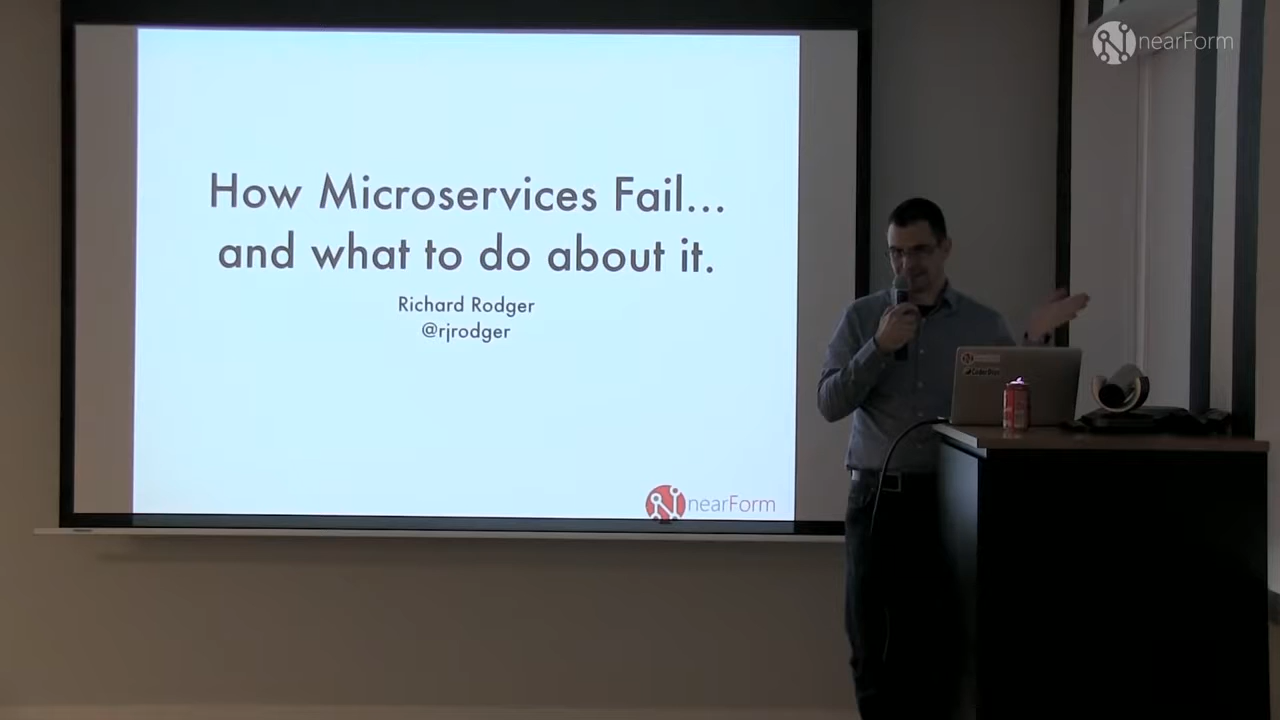 How Microservices Fail...
and what to do about it.
Richard Rodger
@rjrodger
nearForm
nearForm